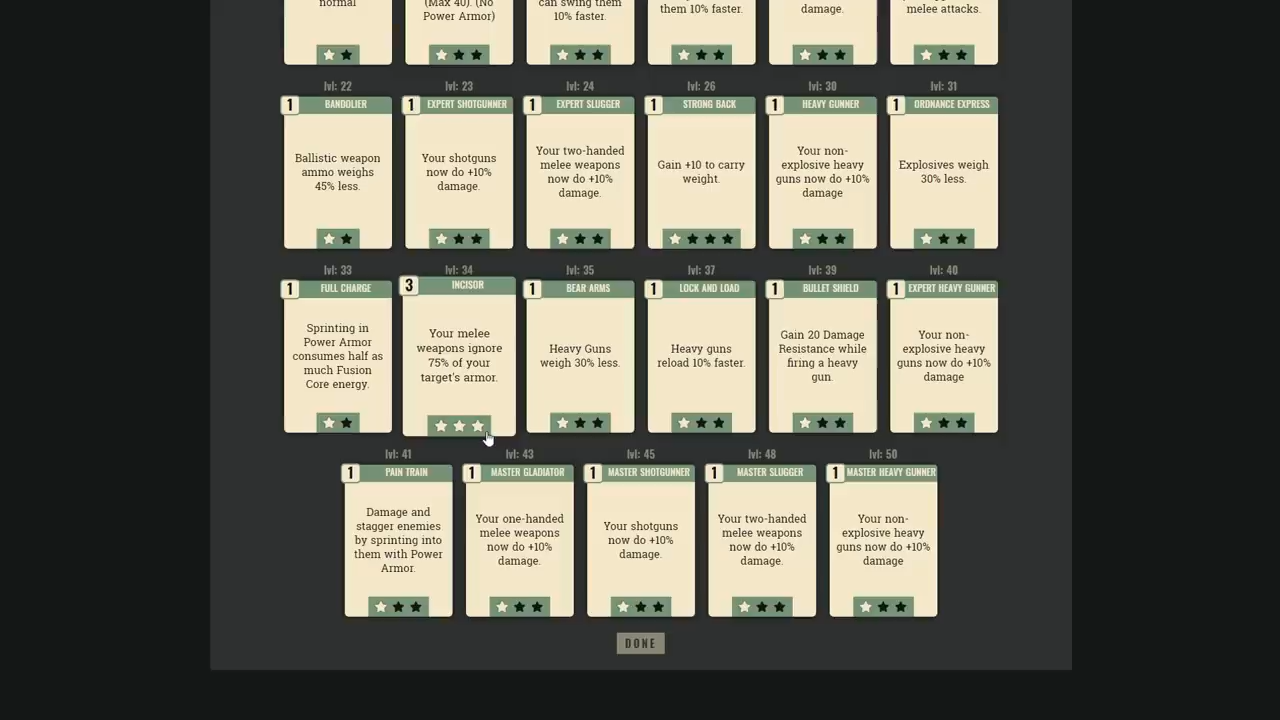 normal
(Max 40). (No
Power Armor)
can swing them
10% faster.
them 10% faster.
damage.
melee attacks.
lvl: 22
lvl: 23
lvl: 24
lvl: 26
lvl: 30
lvl: 31
1 BANDOLIER
Ballistic weapon
ammo weighs
45% less.
1 EXPERT SHOTGUNNER
Your shotguns
now do +10%
damage.
1 EXPERT SLUGGER
Your two-handed
melee weapons
now do +10%
damage.
1 STRONG BACK
Gain +10 to carry
weight.
1 HEAVY GUNNER
Your non-
explosive heavy
guns now do +10%
damage
1 ORDNANCE EXPRESS
Explosives weigh
30% less.
lvl: 33
lvl: 34
lvl: 35
lvl: 37
lvl: 39
lvl: 40
1 FULL CHARGE
Sprinting in
Power Armor
consumes half as
much Fusion
Core energy.
3 INCISOR
Your melee
weapons ignore
75% of your
target's armor.
1 BEAR ARMS
Heavy Guns
weigh 30% less.
1 LOCK AND LOAD
Heavy guns
reload 10% faster.
1 BULLET SHIELD
Gain 20 Damage
Resistance while
firing a heavy
gun.
1 EXPERT HEAVY GUNNER
Your non-
explosive heavy
guns now do +10%
damage
lvl: 41
lvl: 43
lvl: 45
lvl: 48
lvl: 50
1 PAIN TRAIN
Damage and
stagger enemies
by sprinting into
them with Power
Armor.
1 MASTER GLADIATOR
Your one-handed
melee weapons
now do +10%
damage.
1 MASTER SHOTGUNNER
Your shotguns
now do +10%
damage.
1 MASTER SLUGGER
Your two-handed
melee weapons
now do +10%
damage.
1 MASTER HEAVY GUNNER
Your non-
explosive heavy
guns now do +10%
damage
DONE